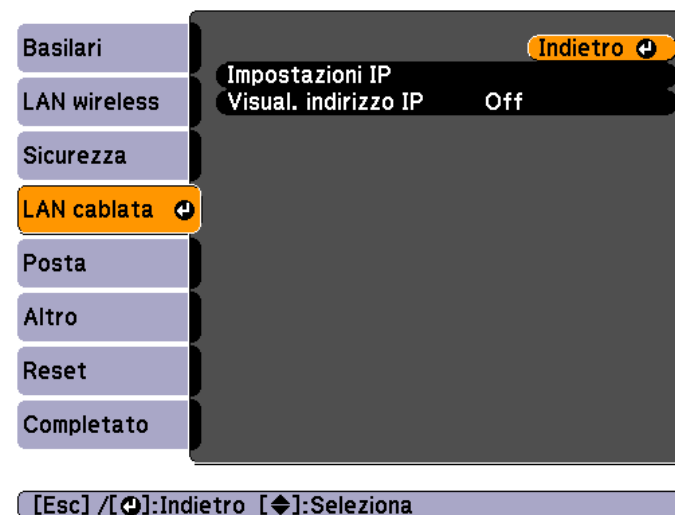 Basilari
LAN wireless
Sicurezza
LAN cablata
Posta
Altro
Reset
Completato
Indietro
Impostazioni IP
Visual. indirizzo IP Off
[Esc] /[⏎]:Indietro [◆]:Seleziona